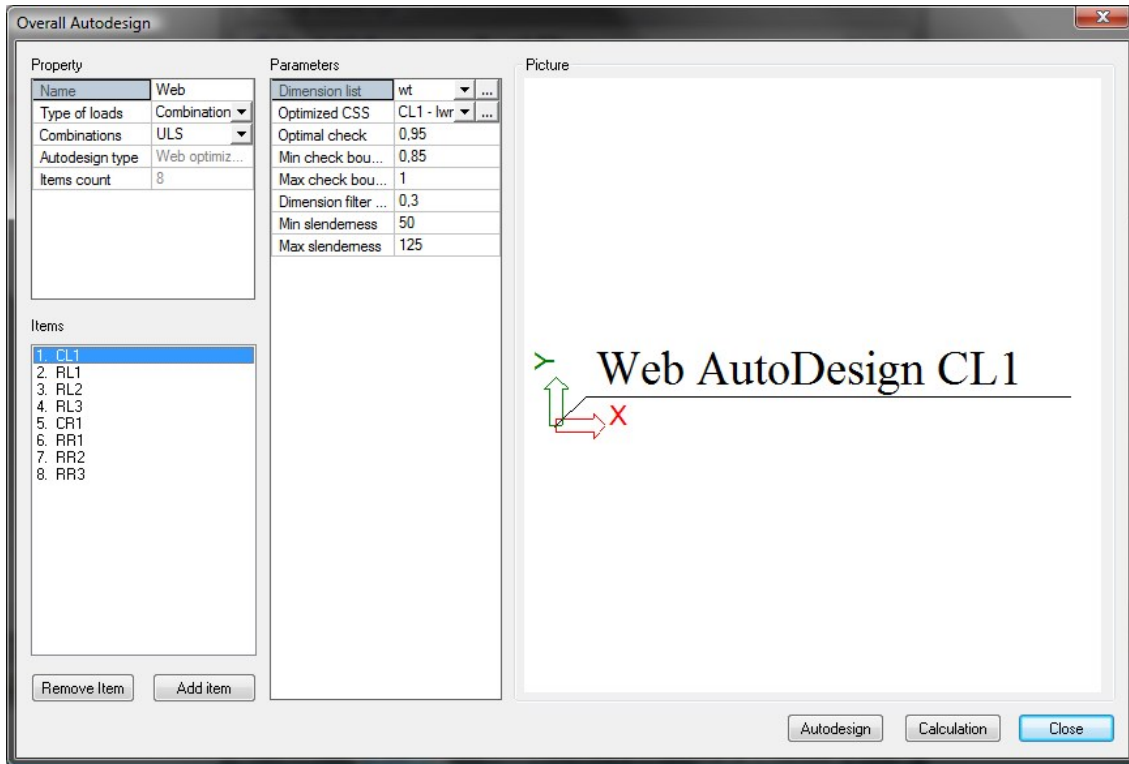 Overall Autodesign
Property
Name Web
Type of loads Combination
Combinations ULS
Autodesign type Web optimiz...
Items count 8
Items
1. CL1
2. RL1
3. RL2
4. RL3
5. CR1
6. RR1
7. RR2
8. RR3
Remove Item Add item
Parameters
Dimension list wt ...
Optimized CSS CL1 - Iwr ...
Optimal check 0,95
Min check bou... 0,85
Max check bou... 1
Dimension filter ... 0,3
Min slenderness 50
Max slenderness 125
Picture
Y
Web AutoDesign CL1
X
Autodesign Calculation Close